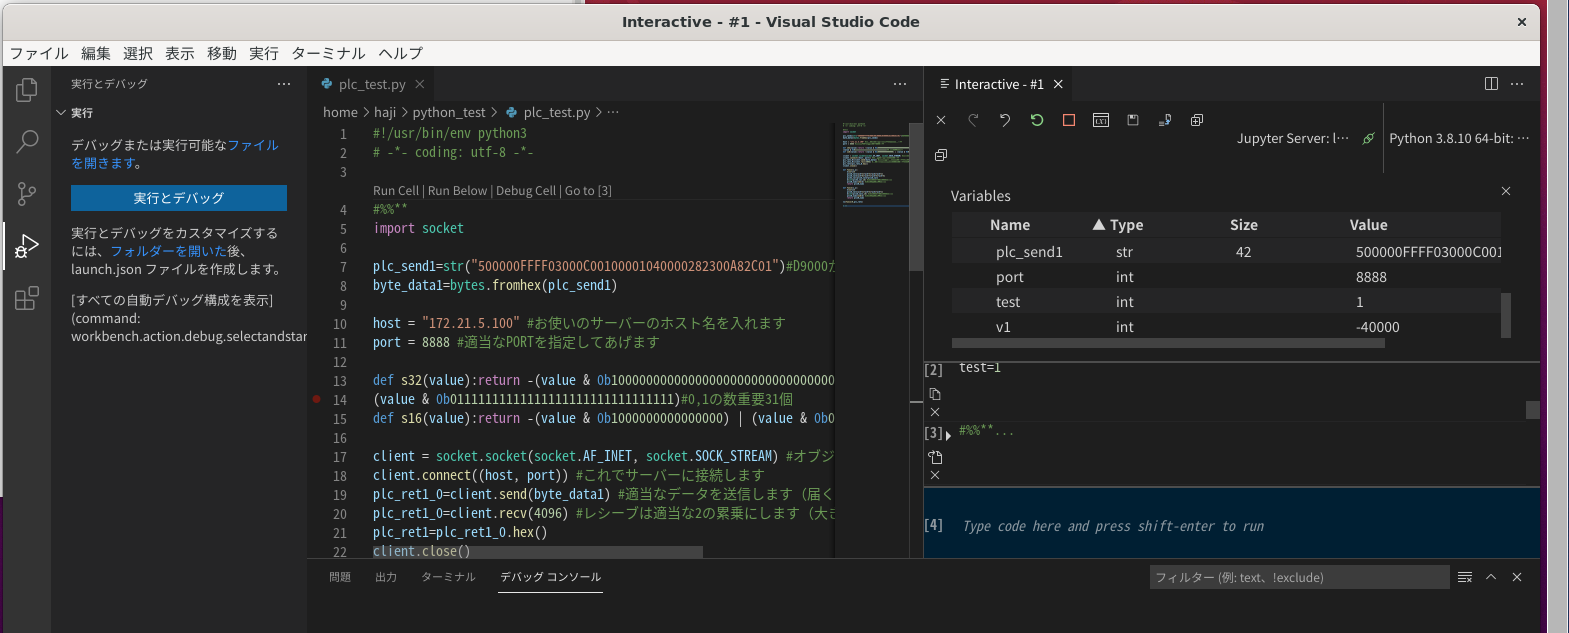 Interactive - #1 - Visual Studio Code
ファイル 編集 選択 表示 移動 実行 ターミナル ヘルプ
実行とデバッグ
実行
デバッグまたは実行可能なファイル
を開きます。
実行とデバッグ
実行とデバッグをカスタマイズする
には、フォルダーを開いた後、
launch.json ファイルを作成します。
[すべての自動デバッグ構成を表示]
(command:
workbench.action.debug.selectandstar
plc_test.py
home > haji > python_test > plc_test.py > ...
1 #!/usr/bin/env python3
2 # -*- coding: utf-8 -*-
3
Run Cell | Run Below | Debug Cell | Go to [3]
4 #%%**
5 import socket
6
7 plc_send1=str("500000FFFF03000C00100001040000282300A82C01")#D9000か
8 byte_data1=bytes.fromhex(plc_send1)
9
10 host = "172.21.5.100" #お使いのサーバーのホスト名を入れます
11 port = 8888 #適当なPORTを指定してあげます
12
13 def s32(value):return -(value & 0b1000000000000000000000000000000
14 (value & 0b01111111111111111111111111111111)#0,1の数重要31個
15 def s16(value):return -(value & 0b1000000000000000) | (value & 0b0
16
17 client = socket.socket(socket.AF_INET, socket.SOCK_STREAM) #オブジ
18 client.connect((host, port)) #これでサーバーに接続します
19 plc_ret1_0=client.send(byte_data1) #適当なデータを送信します（届く
20 plc_ret1_0=client.recv(4096) #レシーブは適当な2の累乗にします（大き
21 plc_ret1=plc_ret1_0.hex()
22 client.close()
Interactive - #1
Jupyter Server: l...
Python 3.8.10 64-bit: ...
Variables
Name ▲ Type Size Value
plc_send1 str 42 500000FFFF03000C001
port int 8888
test int 1
v1 int -40000
[2] test=1
[3] #%%**...
[4] Type code here and press shift-enter to run
問題 出力 ターミナル デバッグ コンソール
フィルター (例: text、!exclude)